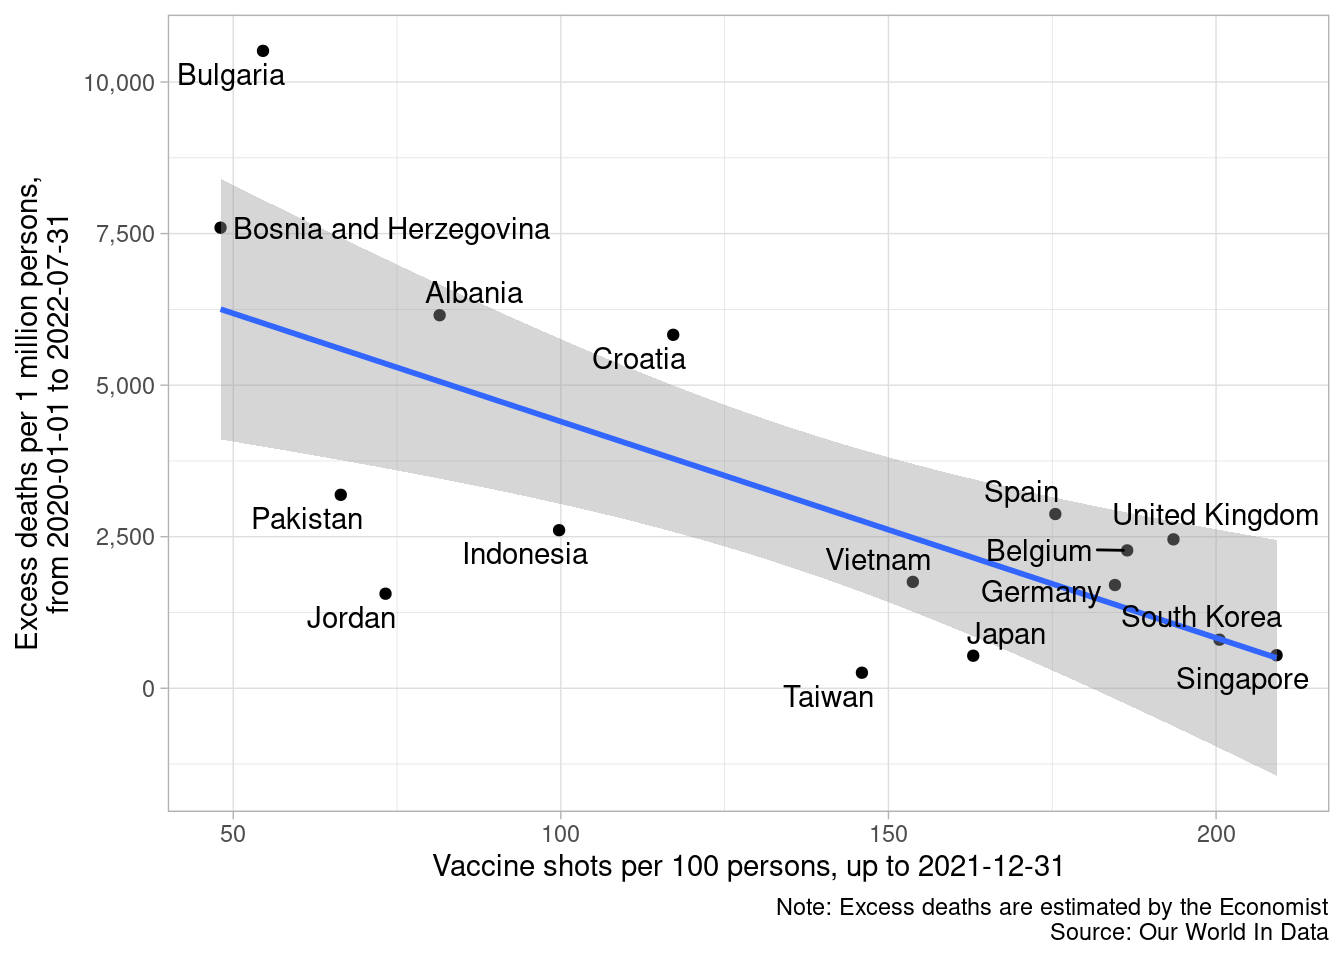 Excess deaths per 1 million persons,
from 2020-01-01 to 2022-07-31
10,000
7,500
5,000
2,500
0
Bulgaria
Bosnia and Herzegovina
Albania
Croatia
Spain
Pakistan
United Kingdom
Indonesia
Belgium
Vietnam
Germany
Jordan
South Korea
Japan
Singapore
Taiwan
50
100
150
200
Vaccine shots per 100 persons, up to 2021-12-31
Note: Excess deaths are estimated by the Economist
Source: Our World In Data